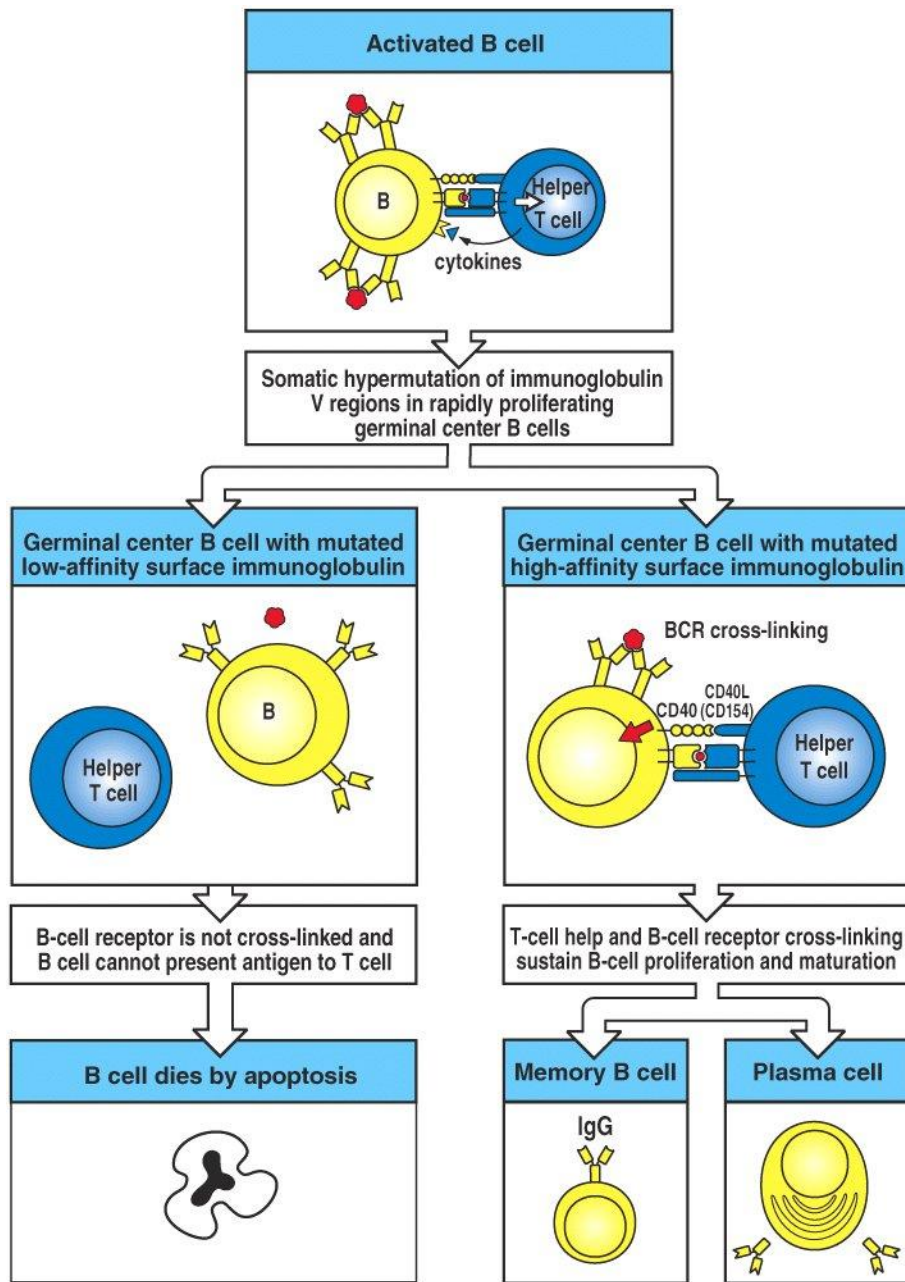 Activated B cell
B
Helper
T cell
cytokines
Somatic hypermutation of immunoglobulin
V regions in rapidly proliferating
germinal center B cells
Germinal center B cell with mutated
low-affinity surface immunoglobulin
B
Helper
T cell
Germinal center B cell with mutated
high-affinity surface immunoglobulin
BCR cross-linking
CD40L
CD40 (CD154)
Helper
T cell
B-cell receptor is not cross-linked and
B cell cannot present antigen to T cell
T-cell help and B-cell receptor cross-linking
sustain B-cell proliferation and maturation
B cell dies by apoptosis
Memory B cell
IgG
Plasma cell